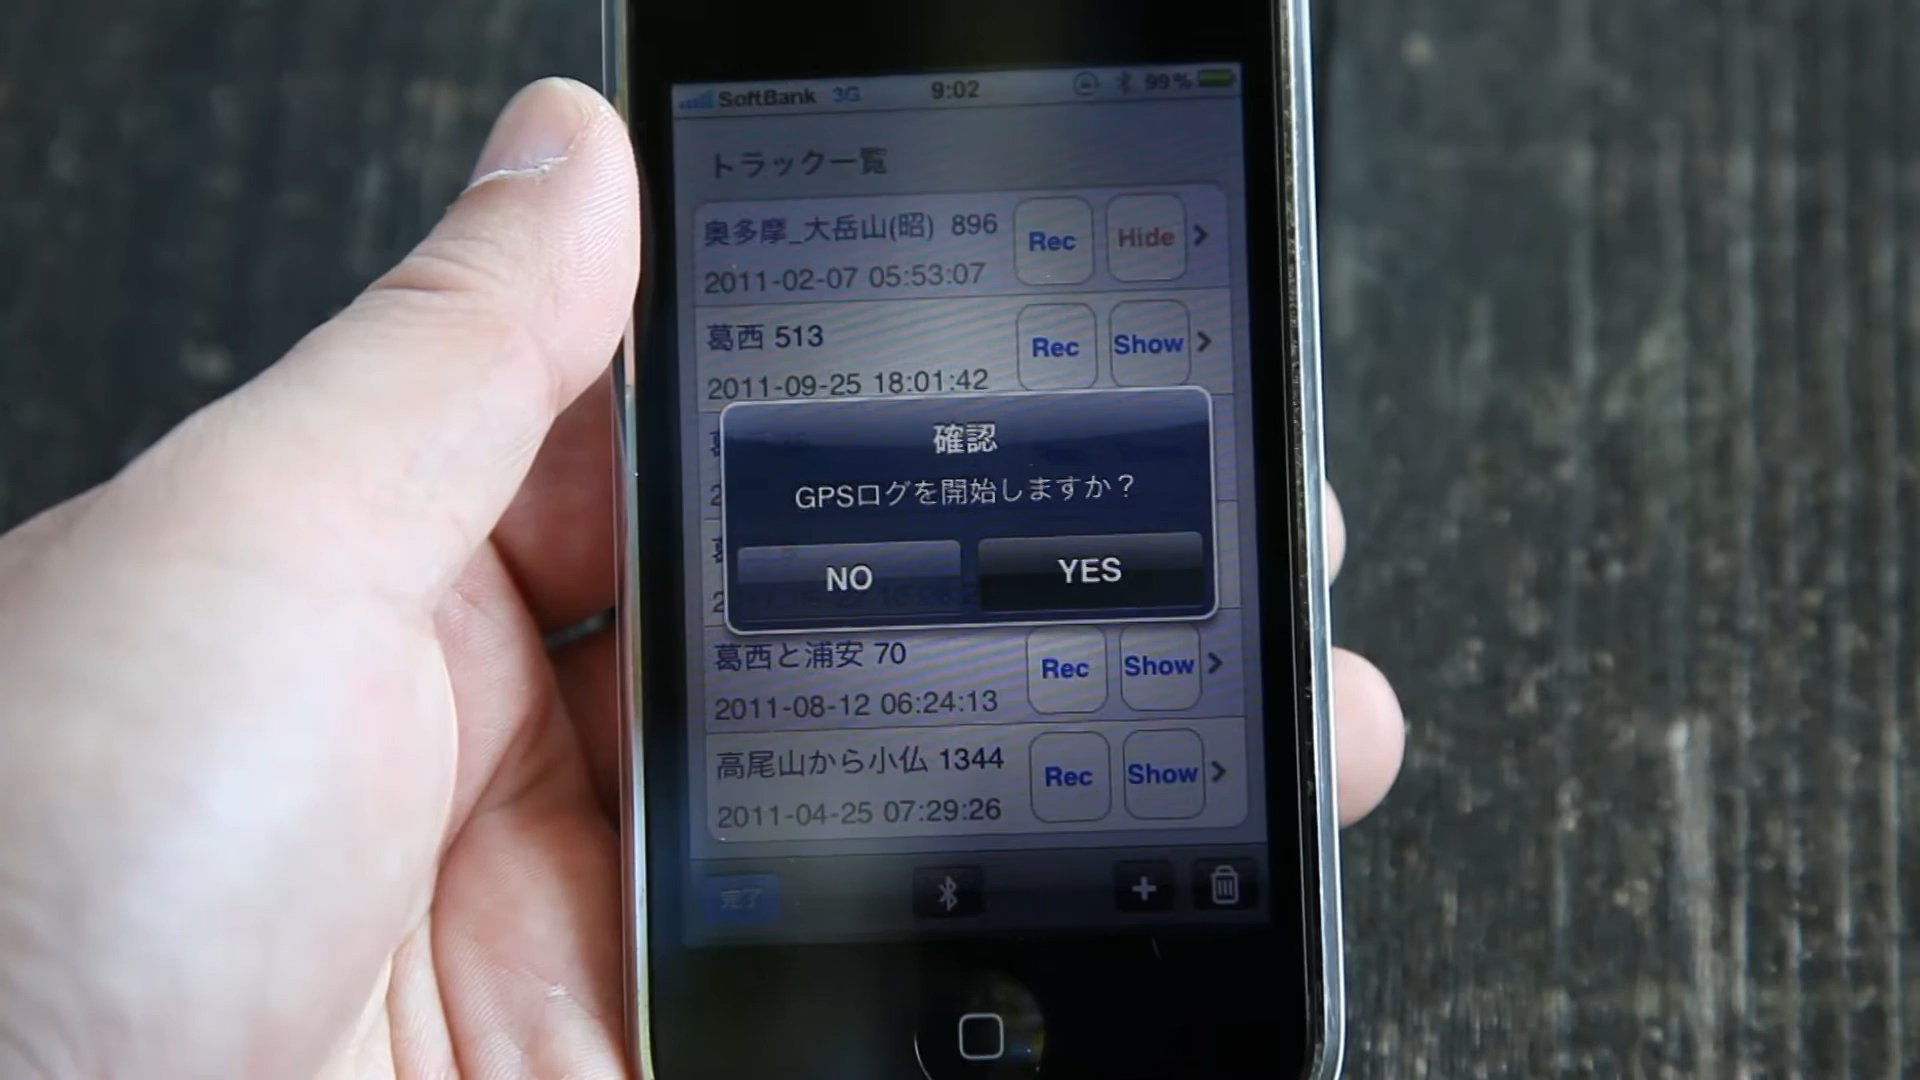 SoftBank 3G 9:02 99%
トラック一覧
奥多摩_大岳山(昭) 896 Rec Hide
2011-02-07 05:53:07
葛西 513 Rec Show
2011-09-25 18:01:42
確認
GPSログを開始しますか？
NO YES
葛西と浦安 70 Rec Show
2011-08-12 06:24:13
高尾山から小仏 1344 Rec Show
2011-04-25 07:29:26
完了